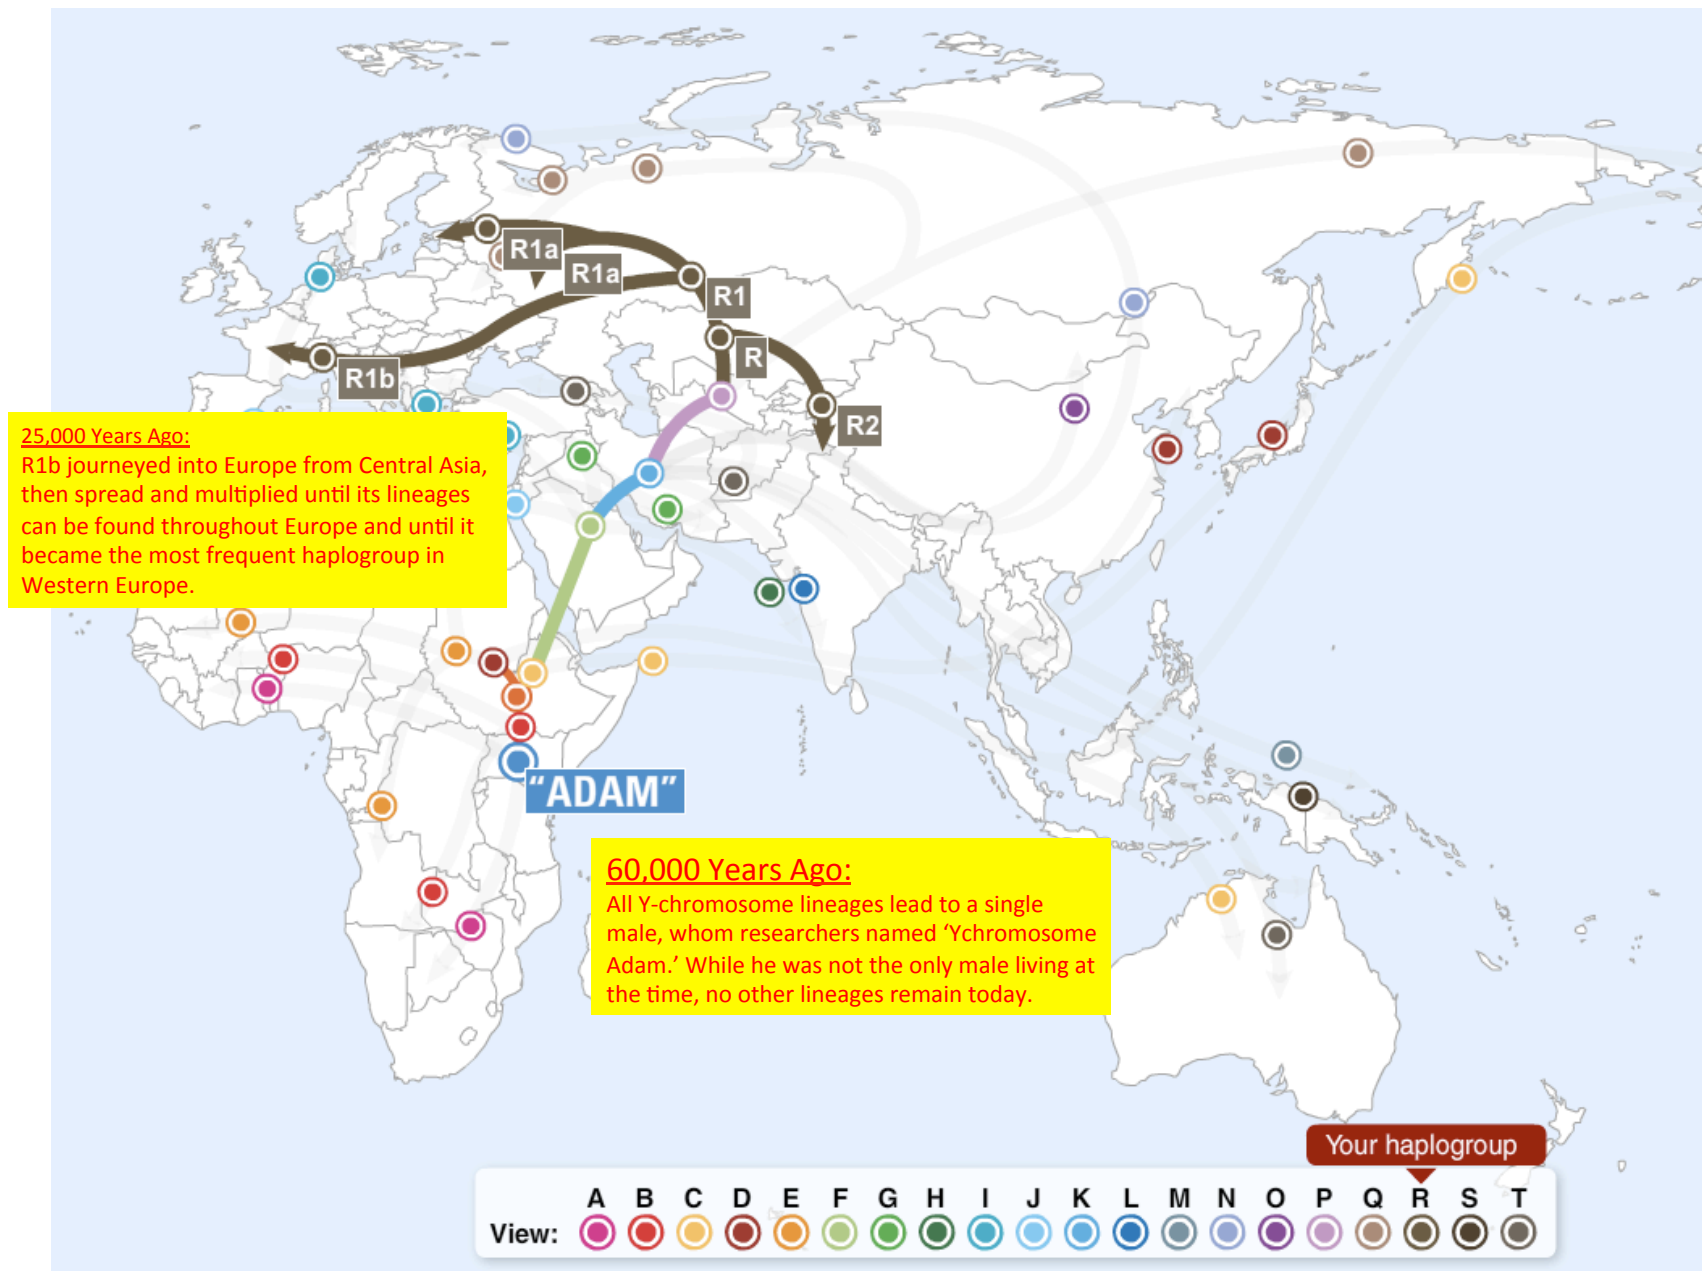 R1a
R1a
R1
R
R1b
R2
25,000 Years Ago:
R1b journeyed into Europe from Central Asia,
then spread and multiplied until its lineages
can be found throughout Europe and until it
became the most frequent haplogroup in
Western Europe.
"ADAM"
60,000 Years Ago:
All Y-chromosome lineages lead to a single
male, whom researchers named ‘Ychromosome
Adam.’ While he was not the only male living at
the time, no other lineages remain today.
Your haplogroup
A B C D E F G H I J K L M N O P Q R S T
View: